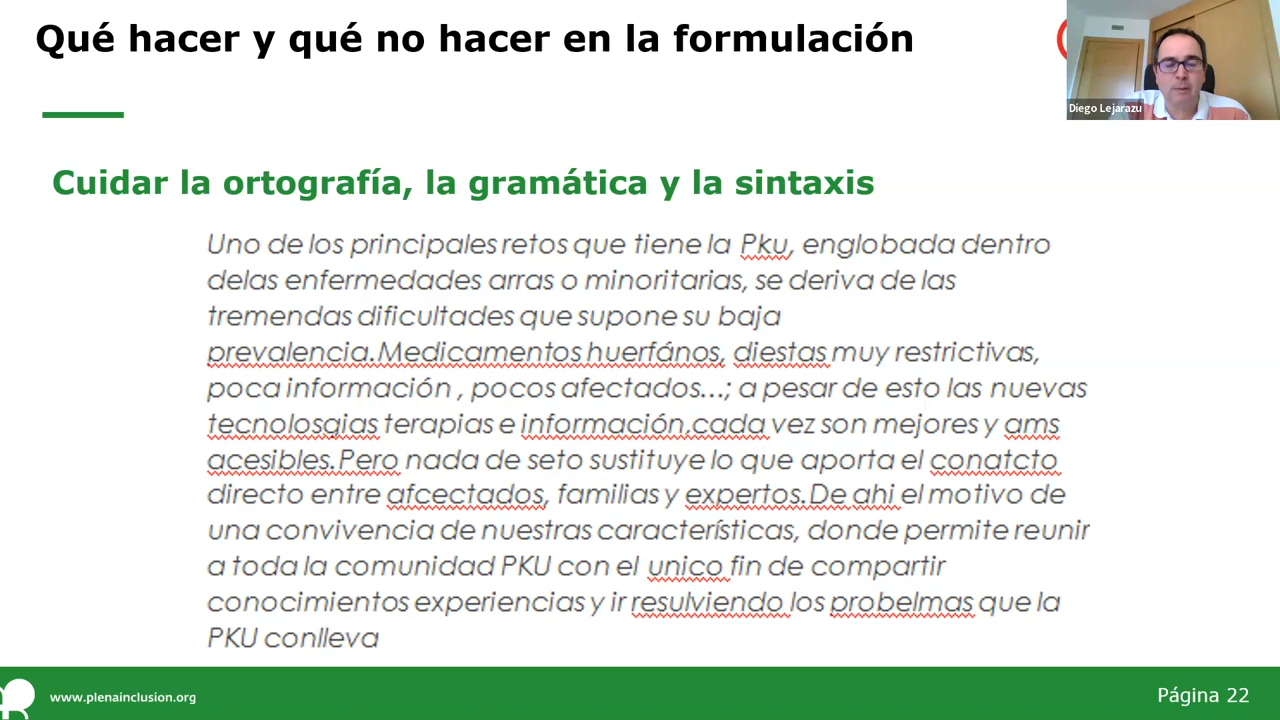 Qué hacer y qué no hacer en la formulación
Diego Lejarazu
Cuidar la ortografía, la gramática y la sintaxis
Uno de los principales retos que tiene la Pku, englobada dentro
delas enfermedades arras o minoritarias, se deriva de las
tremendas dificultades que supone su baja
prevalencia.Medicamentos huerfános, diestas muy restrictivas,
poca información , pocos afectados...; a pesar de esto las nuevas
tecnolosgias terapias e información,cada vez son mejores y ams
acesibles.Pero nada de seto sustituye lo que aporta el conatcto
directo entre afcectados, familias y expertos.De ahi el motivo de
una convivencia de nuestras características, donde permite reunir
a toda la comunidad PKU con el unico fin de compartir
conocimientos experiencias y ir resulviendo los probelmas que la
PKU conlleva
www.plenainclusion.org
Página 22